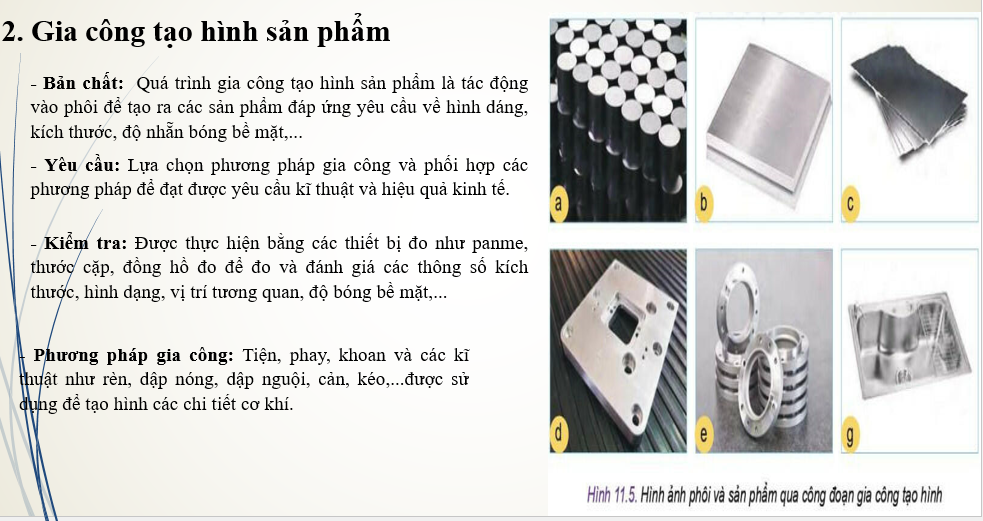 2. Gia công tạo hình sản phẩm
- Bản chất: Quá trình gia công tạo hình sản phẩm là tác động
vào phôi để tạo ra các sản phẩm đáp ứng yêu cầu về hình dáng,
kích thước, độ nhẵn bóng bề mặt,...
- Yêu cầu: Lựa chọn phương pháp gia công và phối hợp các
phương pháp để đạt được yêu cầu kĩ thuật và hiệu quả kinh tế.
- Kiểm tra: Được thực hiện bằng các thiết bị đo như panme,
thước cặp, đồng hồ đo để đo và đánh giá các thông số kích
thước, hình dạng, vị trí tương quan, độ bóng bề mặt,...
- Phương pháp gia công: Tiện, phay, khoan và các kĩ
thuật như rèn, dập nóng, dập nguội, cán, kéo,...được sử
dụng để tạo hình các chi tiết cơ khí.
a
b
c
d
e
g
Hình 11.5. Hình ảnh phôi và sản phẩm qua công đoạn gia công tạo hình